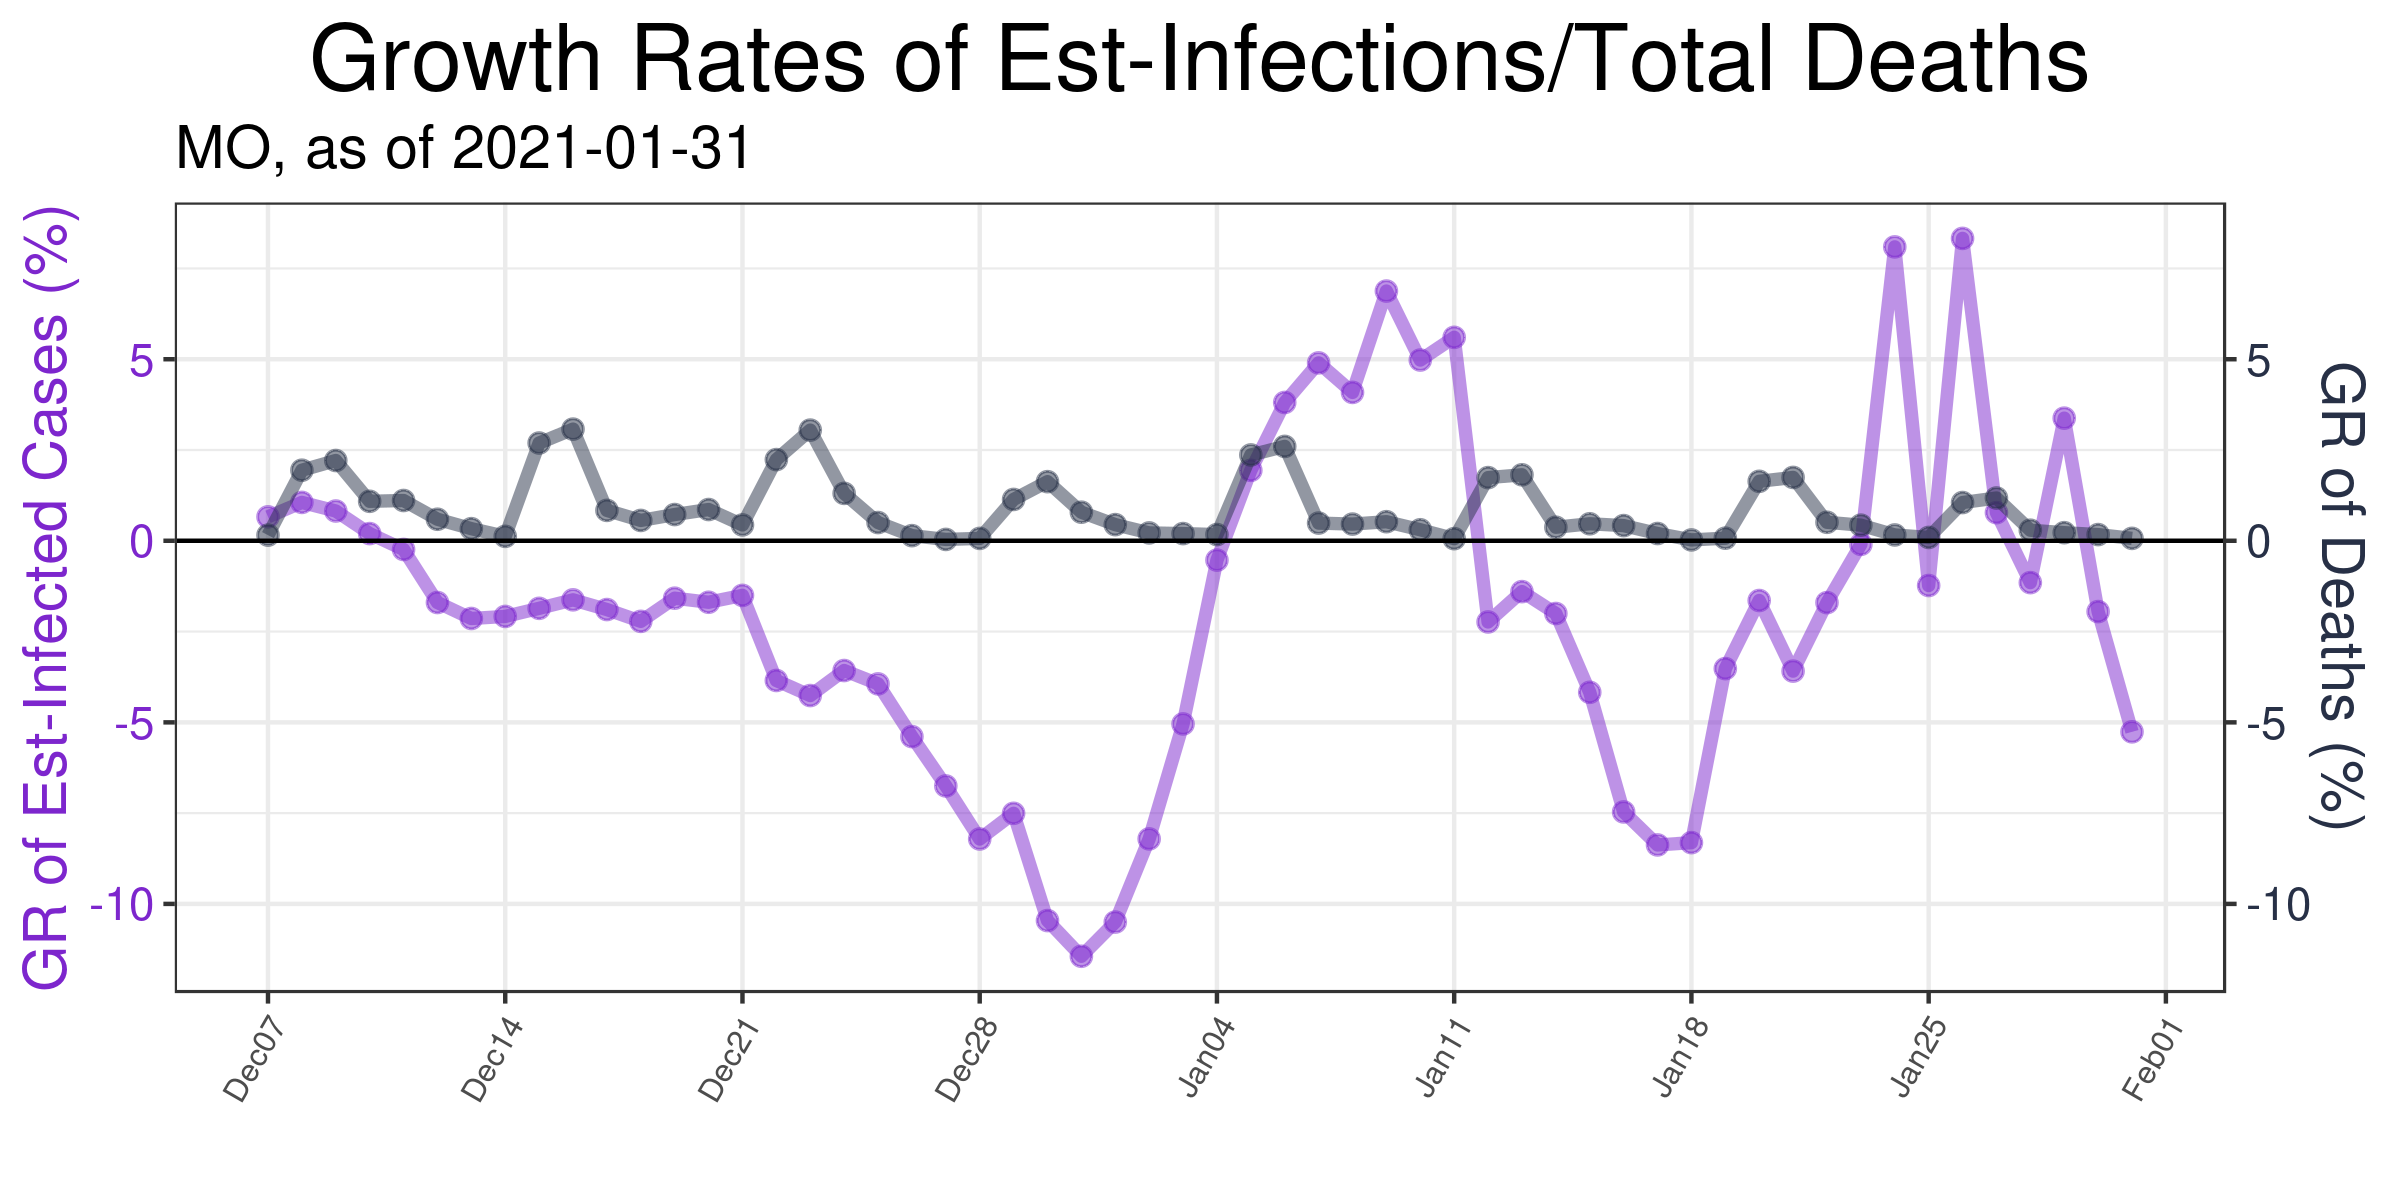 Growth Rates of Est-Infections/Total Deaths
MO, as of 2021-01-31
GR of Est-Infected Cases (%)
5
0
-5
-10
5
0
-5
-10
GR of Deaths (%)
Dec07
Dec14
Dec21
Dec28
Jan04
Jan11
Jan18
Jan25
Feb01